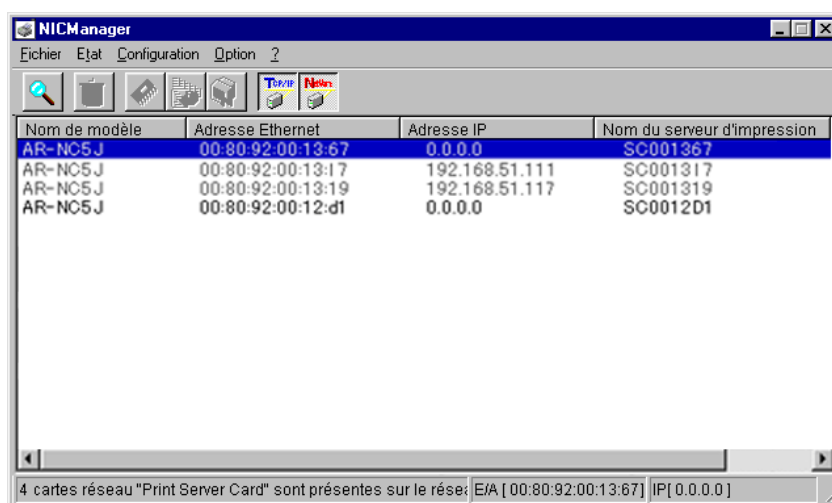 NICManager
Fichier Etat Configuration Option ?
TCP/IP NetWare
Nom de modèle Adresse Ethernet Adresse IP Nom du serveur d'impression
AR-NC5J 00:80:92:00:13:67 0.0.0.0 SC001367
AR-NC5J 00:80:92:00:13:17 192.168.51.111 SC001317
AR-NC5J 00:80:92:00:13:19 192.168.51.117 SC001319
AR-NC5J 00:80:92:00:12:d1 0.0.0.0 SC0012D1
4 cartes réseau "Print Server Card" sont présentes sur le résea E/A [ 00:80:92:00:13:67] IP[ 0.0.0.0 ]